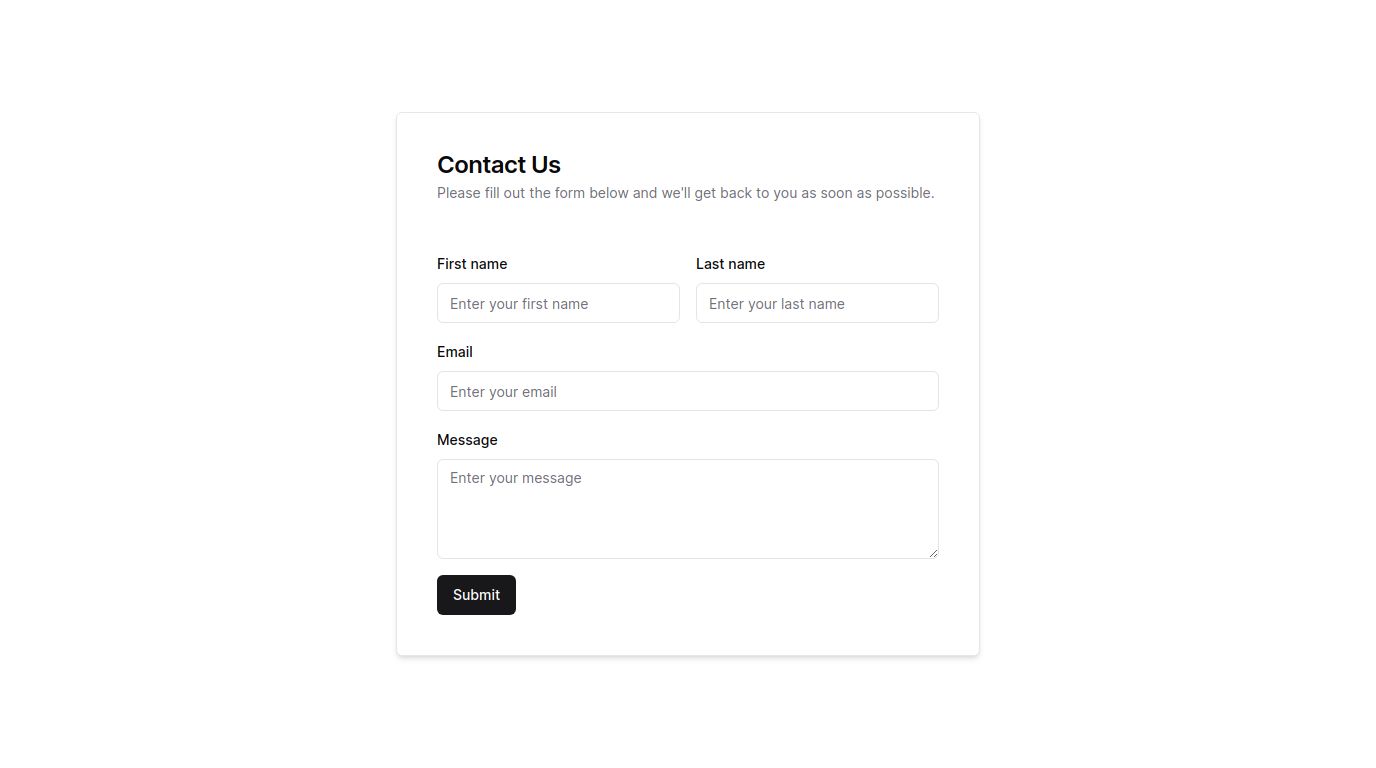 Contact Us
Please fill out the form below and we'll get back to you as soon as possible.
First name
Last name
Enter your first name
Enter your last name
Email
Enter your email
Message
Enter your message
Submit